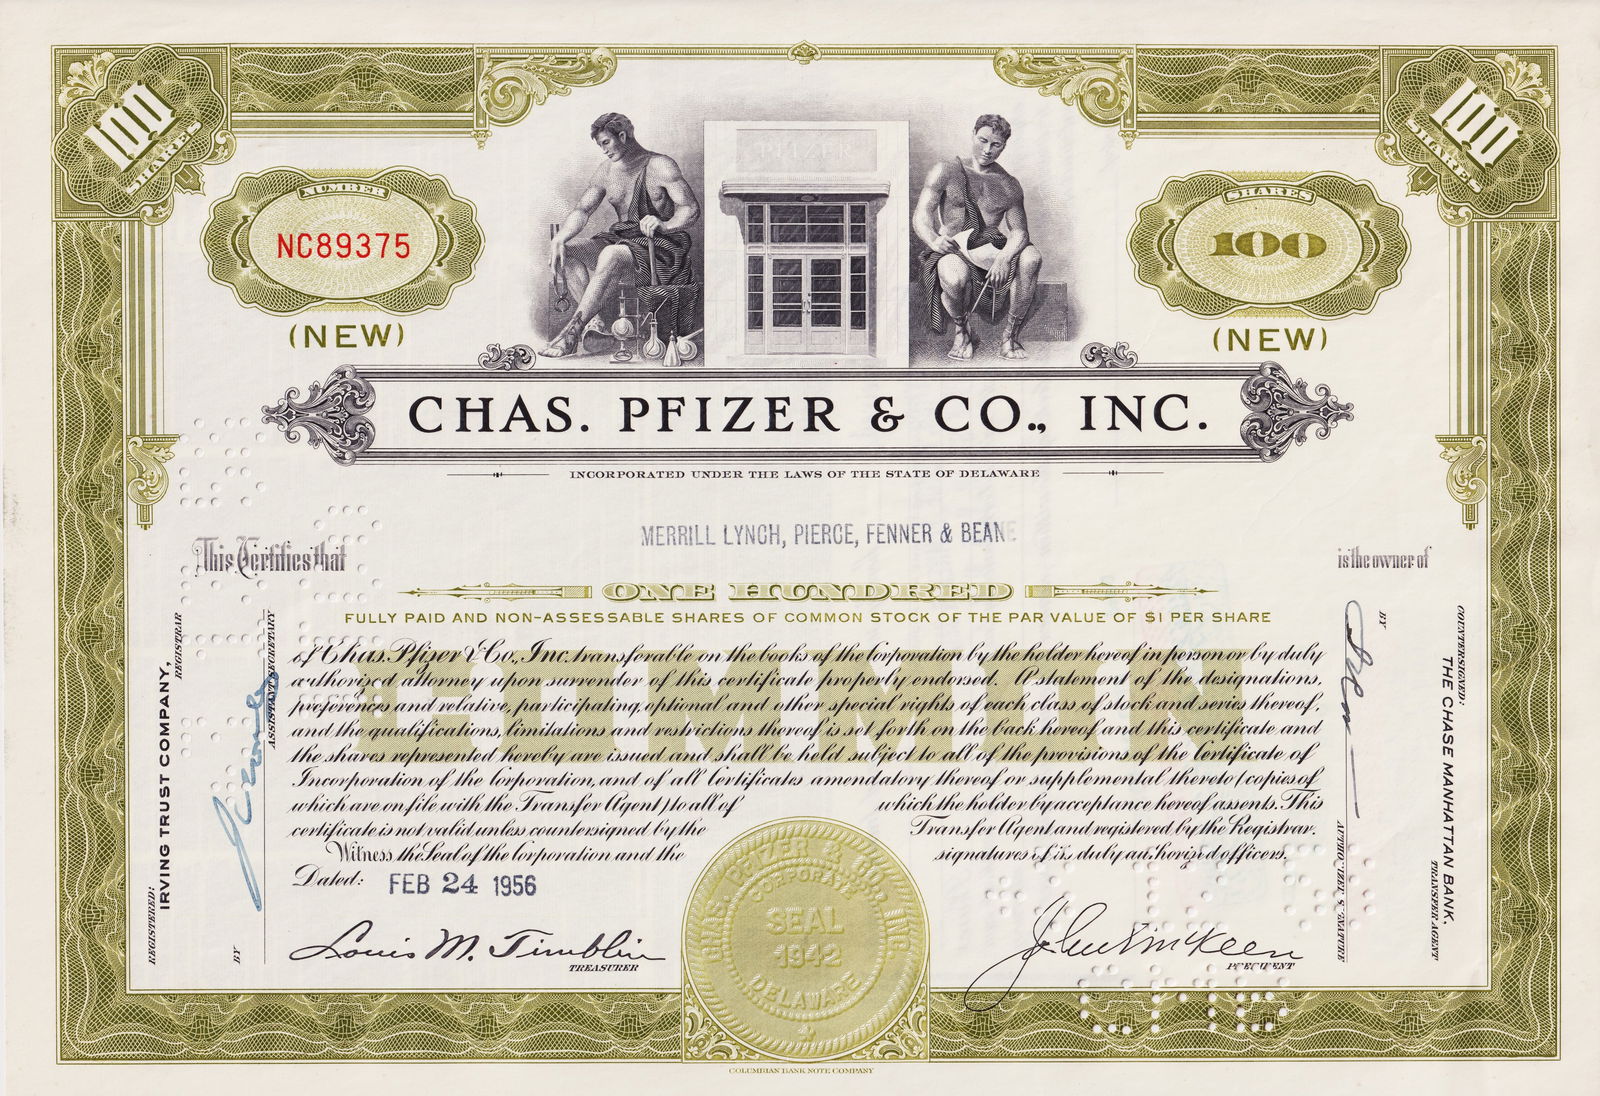 100
SHARES
100
SHARES
NUMBER
NC89375
(NEW)
PFIZER
SHARES
100
(NEW)
CHAS. PFIZER & CO., INC.
INCORPORATED UNDER THE LAWS OF THE STATE OF DELAWARE
MERRILL LYNCH, PIERCE, FENNER & BEANE
This Certifies that
is the owner of
ONE HUNDRED
FULLY PAID AND NON-ASSESSABLE SHARES OF COMMON STOCK OF THE PAR VALUE OF $1 PER SHARE
COMMON
of Chas. Pfizer & Co., Inc. transferable on the books of the Corporation by the holder hereof in person or by duly
authorized attorney upon surrender of this certificate properly endorsed. A statement of the designations,
preferences and relative, participating, optional and other special rights of each class of stock and series thereof,
and the qualifications, limitations and restrictions thereof is set forth on the back hereof and this certificate and
the shares represented hereby are issued and shall be held subject to all of the provisions of the Certificate of
Incorporation of the Corporation, and of all Certificates amendatory thereof or supplemental thereto (copies of
which are on file with the Transfer Agent) to all of which the holder by acceptance hereof assents. This
certificate is not valid unless countersigned by the Transfer Agent and registered by the Registrar.
Witness the Seal of the Corporation and the signatures of its duly authorized officers.
Dated: FEB 24 1956
Louis M. Timblin
TREASURER
CHAS. PFIZER & CO., INC.
CORPORATE
SEAL
1942
DELAWARE
John E. McKeen
PRESIDENT
REGISTERED:
IRVING TRUST COMPANY,
REGISTRAR
BY
ASSISTANT SECRETARY
COUNTERSIGNED:
THE CHASE MANHATTAN BANK,
TRANSFER AGENT
BY
AUTHORIZED SIGNATURE
COLUMBIAN BANK NOTE COMPANY